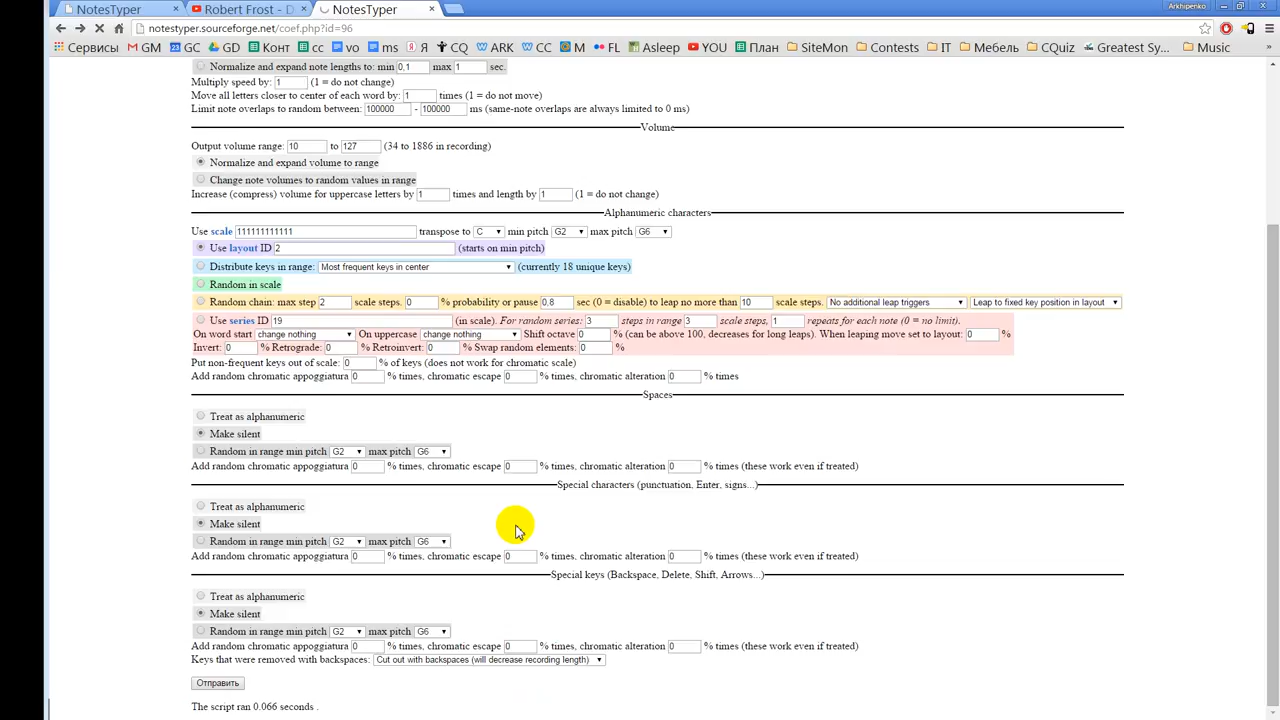 NotesTyper × Robert Frost - D × NotesTyper × Arkhipenko
notestyper.sourceforge.net/coef.php?id=96
Сервисы GM GC GD Конт cc vo ms Я CQ ARK CC M FL Asleep YOU План SiteMon Contests IT Мебель CQuiz Greatest Sy... Music
Normalize and expand note lengths to: min 0,1 max 1 sec.
Multiply speed by: 1 (1 = do not change)
Move all letters closer to center of each word by: 1 times (1 = do not move)
Limit note overlaps to random between: 100000 - 100000 ms (same-note overlaps are always limited to 0 ms)
Volume
Output volume range: 10 to 127 (34 to 1886 in recording)
Normalize and expand volume to range
Change note volumes to random values in range
Increase (compress) volume for uppercase letters by 1 times and length by 1 (1 = do not change)
Alphanumeric characters
Use scale 111111111111 transpose to C min pitch G2 max pitch G6
Use layout ID 2 (starts on min pitch)
Distribute keys in range: Most frequent keys in center (currently 18 unique keys)
Random in scale
Random chain: max step 2 scale steps. 0 % probability or pause 0,8 sec (0 = disable) to leap no more than 10 scale steps. No additional leap triggers Leap to fixed key position in layout
Use series ID 19 (in scale). For random series: 3 steps in range 3 scale steps, 1 repeats for each note (0 = no limit).
On word start change nothing On uppercase change nothing Shift octave 0 % (can be above 100, decreases for long leaps). When leaping move set to layout: 0 %
Invert: 0 % Retrograde: 0 % Retroinvert: 0 % Swap random elements: 0 %
Put non-frequent keys out of scale: 0 % of keys (does not work for chromatic scale)
Add random chromatic appoggiatura 0 % times, chromatic escape 0 % times, chromatic alteration 0 % times
Spaces
Treat as alphanumeric
Make silent
Random in range min pitch G2 max pitch G6
Add random chromatic appoggiatura 0 % times, chromatic escape 0 % times, chromatic alteration 0 % times (these work even if treated)
Special characters (punctuation, Enter, signs...)
Treat as alphanumeric
Make silent
Random in range min pitch G2 max pitch G6
Add random chromatic appoggiatura 0 % times, chromatic escape 0 % times, chromatic alteration 0 % times (these work even if treated)
Special keys (Backspace, Delete, Shift, Arrows...)
Treat as alphanumeric
Make silent
Random in range min pitch G2 max pitch G6
Add random chromatic appoggiatura 0 % times, chromatic escape 0 % times, chromatic alteration 0 % times (these work even if treated)
Keys that were removed with backspaces: Cut out with backspaces (will decrease recording length)
Отправить
The script ran 0.066 seconds .